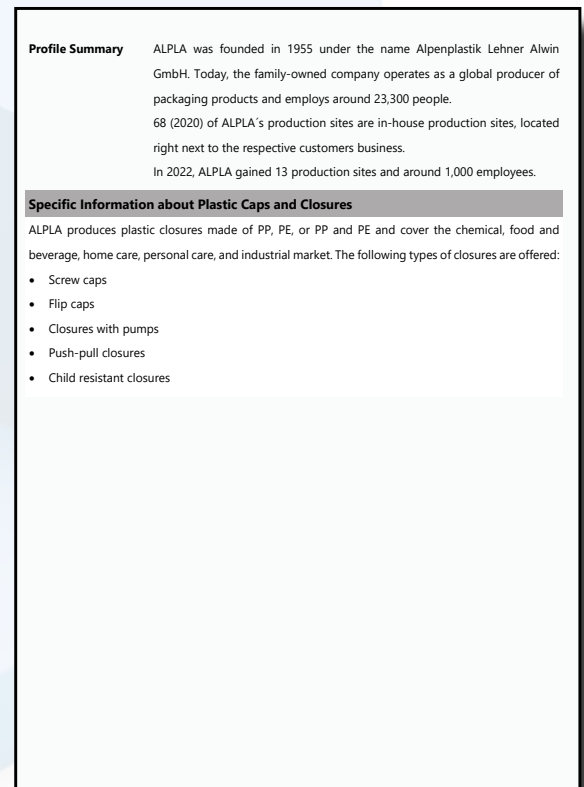 Profile Summary ALPLA was founded in 1955 under the name Alpenplastik Lehner Alwin
GmbH. Today, the family-owned company operates as a global producer of
packaging products and employs around 23,300 people.
68 (2020) of ALPLA´s production sites are in-house production sites, located
right next to the respective customers business.
In 2022, ALPLA gained 13 production sites and around 1,000 employees.
Specific Information about Plastic Caps and Closures
ALPLA produces plastic closures made of PP, PE, or PP and PE and cover the chemical, food and
beverage, home care, personal care, and industrial market. The following types of closures are offered:
• Screw caps
• Flip caps
• Closures with pumps
• Push-pull closures
• Child resistant closures